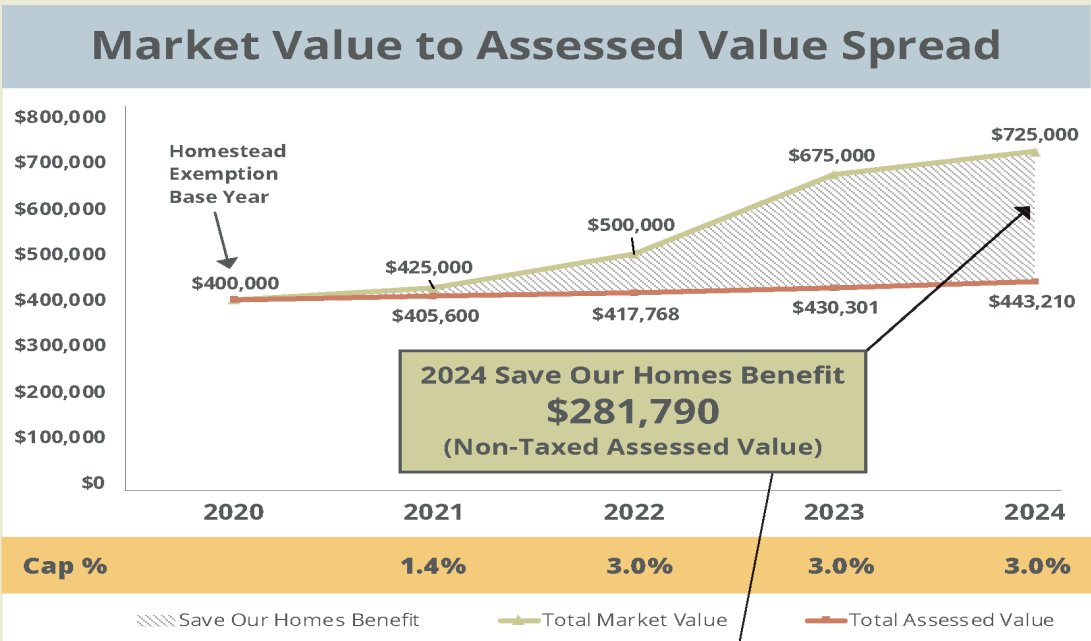 Market Value to Assessed Value Spread
$800,000
$700,000
$600,000
$500,000
$400,000
$300,000
$200,000
$100,000
$0
Homestead
Exemption
Base Year
$400,000
$425,000
$500,000
$675,000
$725,000
$405,600
$417,768
$430,301
$443,210
2024 Save Our Homes Benefit
$281,790
(Non-Taxed Assessed Value)
2020 2021 2022 2023 2024
Cap % 1.4% 3.0% 3.0% 3.0%
Save Our Homes Benefit Total Market Value Total Assessed Value